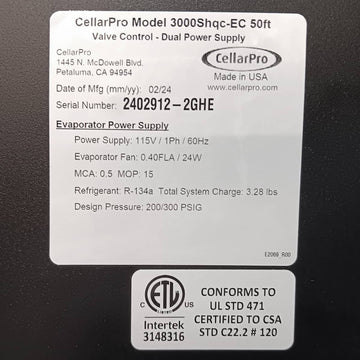 CellarPro Model 3000Shqc-EC 50ft
Valve Control - Dual Power Supply
CellarPro
1445 N. McDowell Blvd.
Petaluma, CA 94954
CellarPro
Made in USA
www.cellarpro.com
Date of Mfg (mm/yy): 02/24
Serial Number: 2402912-2GHE
Evaporator Power Supply
Power Supply: 115V / 1Ph / 60Hz
Evaporator Fan: 0.40FLA / 24W
MCA: 0.5 MOP: 15
Refrigerant: R-134a Total System Charge: 3.28 lbs
Design Pressure: 200/300 PSIG
E2069 R00
ETL
LISTED
C US
Intertek
3148316
CONFORMS TO
UL STD 471
CERTIFIED TO CSA
STD C22.2 # 120